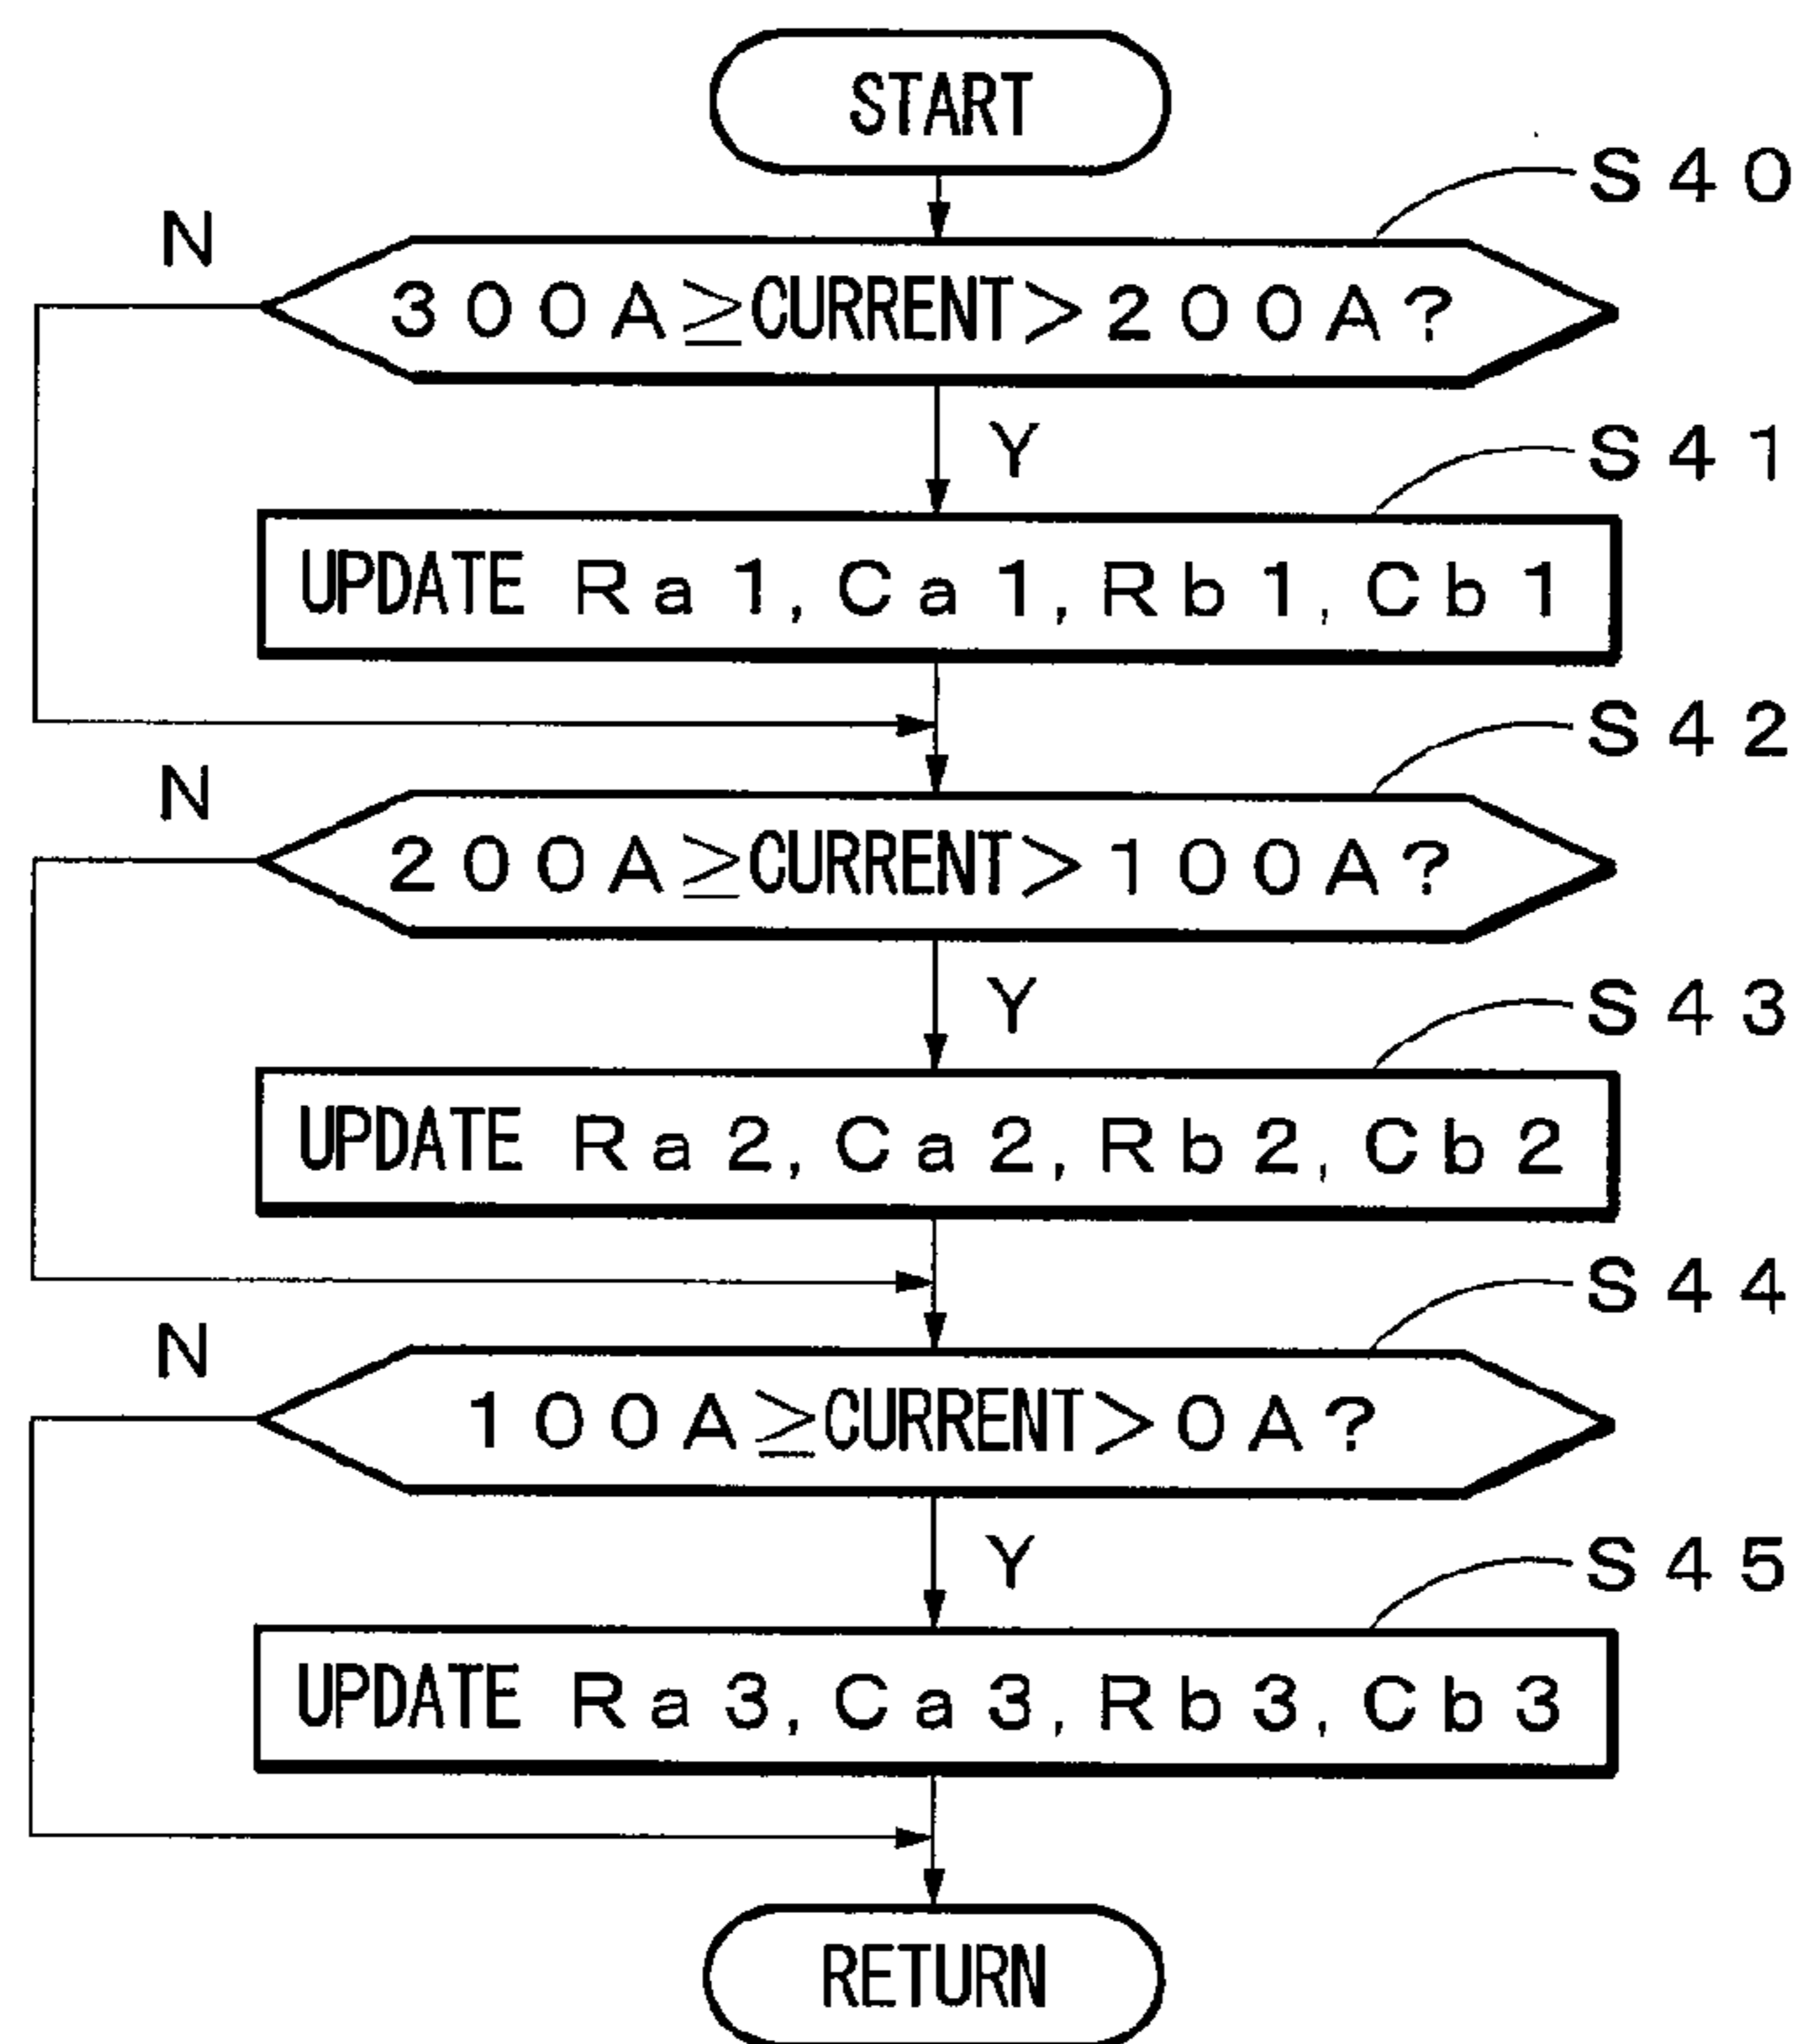 START
S40
N
300A≧CURRENT>200A?
Y
S41
UPDATE Ra1,Ca1,Rb1,Cb1
S42
N
200A≧CURRENT>100A?
Y
S43
UPDATE Ra2,Ca2,Rb2,Cb2
S44
N
100A≧CURRENT>0A?
Y
S45
UPDATE Ra3,Ca3,Rb3,Cb3
RETURN